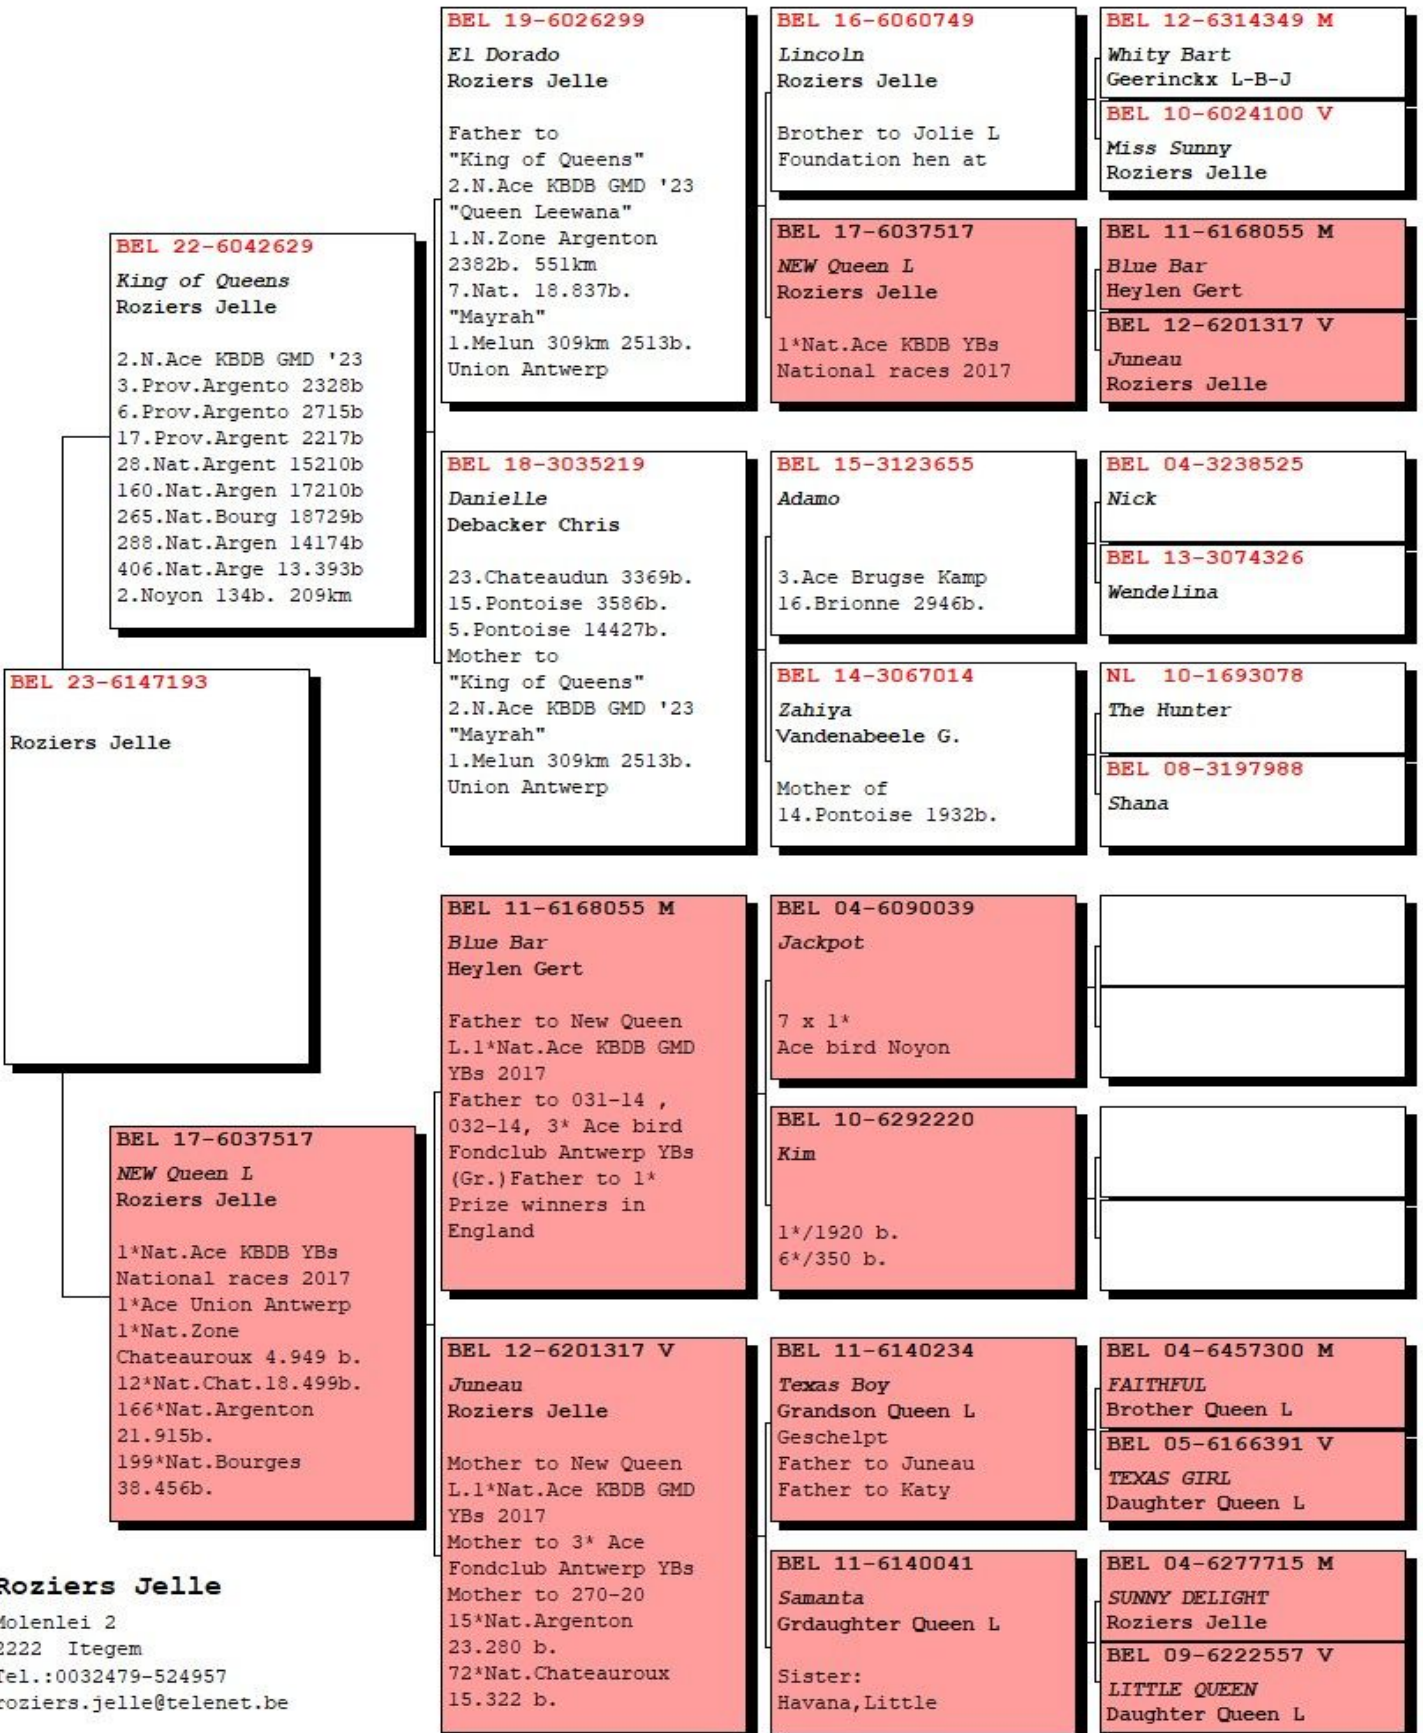 BEL 23-6147193
Roziers Jelle
BEL 22-6042629
King of Queens
Roziers Jelle
2.N.Ace KBDB GMD '23
3.Prov.Argento 2328b
6.Prov.Argento 2715b
17.Prov.Argent 2217b
28.Nat.Argent 15210b
160.Nat.Argen 17210b
265.Nat.Bourg 18729b
288.Nat.Argen 14174b
406.Nat.Arge 13.393b
2.Noyon 134b. 209km
BEL 17-6037517
NEW Queen L
Roziers Jelle
1*Nat.Ace KBDB YBs
National races 2017
1*Ace Union Antwerp
1*Nat.Zone
Chateauroux 4.949 b.
12*Nat.Chat.18.499b.
166*Nat.Argenton
21.915b.
199*Nat.Bourges
38.456b.
BEL 19-6026299
El Dorado
Roziers Jelle
Father to
"King of Queens"
2.N.Ace KBDB GMD '23
"Queen Leewana"
1.N.Zone Argenton
2382b. 551km
7.Nat. 18.837b.
"Mayrah"
1.Melun 309km 2513b.
Union Antwerp
BEL 18-3035219
Danielle
Debacker Chris
23.Chateaudun 3369b.
15.Pontoise 3586b.
5.Pontoise 14427b.
Mother to
"King of Queens"
2.N.Ace KBDB GMD '23
"Mayrah"
1.Melun 309km 2513b.
Union Antwerp
BEL 11-6168055 M
Blue Bar
Heylen Gert
Father to New Queen
L.1*Nat.Ace KBDB GMD
YBs 2017
Father to 031-14 ,
032-14, 3* Ace bird
Fondclub Antwerp YBs
(Gr.)Father to 1*
Prize winners in
England
BEL 12-6201317 V
Juneau
Roziers Jelle
Mother to New Queen
L.1*Nat.Ace KBDB GMD
YBs 2017
Mother to 3* Ace
Fondclub Antwerp YBs
Mother to 270-20
15*Nat.Argenton
23.280 b.
72*Nat.Chateauroux
15.322 b.
BEL 16-6060749
Lincoln
Roziers Jelle
Brother to Jolie L
Foundation hen at
BEL 17-6037517
NEW Queen L
Roziers Jelle
1*Nat.Ace KBDB YBs
National races 2017
BEL 15-3123655
Adamo
3.Ace Brugse Kamp
16.Brionne 2946b.
BEL 14-3067014
Zahiya
Vandenabeele G.
Mother of
14.Pontoise 1932b.
BEL 04-6090039
Jackpot
7 x 1*
Ace bird Noyon
BEL 10-6292220
Kim
1*/1920 b.
6*/350 b.
BEL 11-6140234
Texas Boy
Grandson Queen L
Geschelpt
Father to Juneau
Father to Katy
BEL 11-6140041
Samanta
Grdaughter Queen L
Sister:
Havana,Little
BEL 12-6314349 M
Whity Bart
Geerinckx L-B-J
BEL 10-6024100 V
Miss Sunny
Roziers Jelle
BEL 11-6168055 M
Blue Bar
Heylen Gert
BEL 12-6201317 V
Juneau
Roziers Jelle
BEL 04-3238525
Nick
BEL 13-3074326
Wendelina
NL 10-1693078
The Hunter
BEL 08-3197988
Shana
BEL 04-6457300 M
FAITHFUL
Brother Queen L
BEL 05-6166391 V
TEXAS GIRL
Daughter Queen L
BEL 04-6277715 M
SUNNY DELIGHT
Roziers Jelle
BEL 09-6222557 V
LITTLE QUEEN
Daughter Queen L
Roziers Jelle
Molenlei 2
2222 Itegem
Tel.:0032479-524957
roziers.jelle@telenet.be